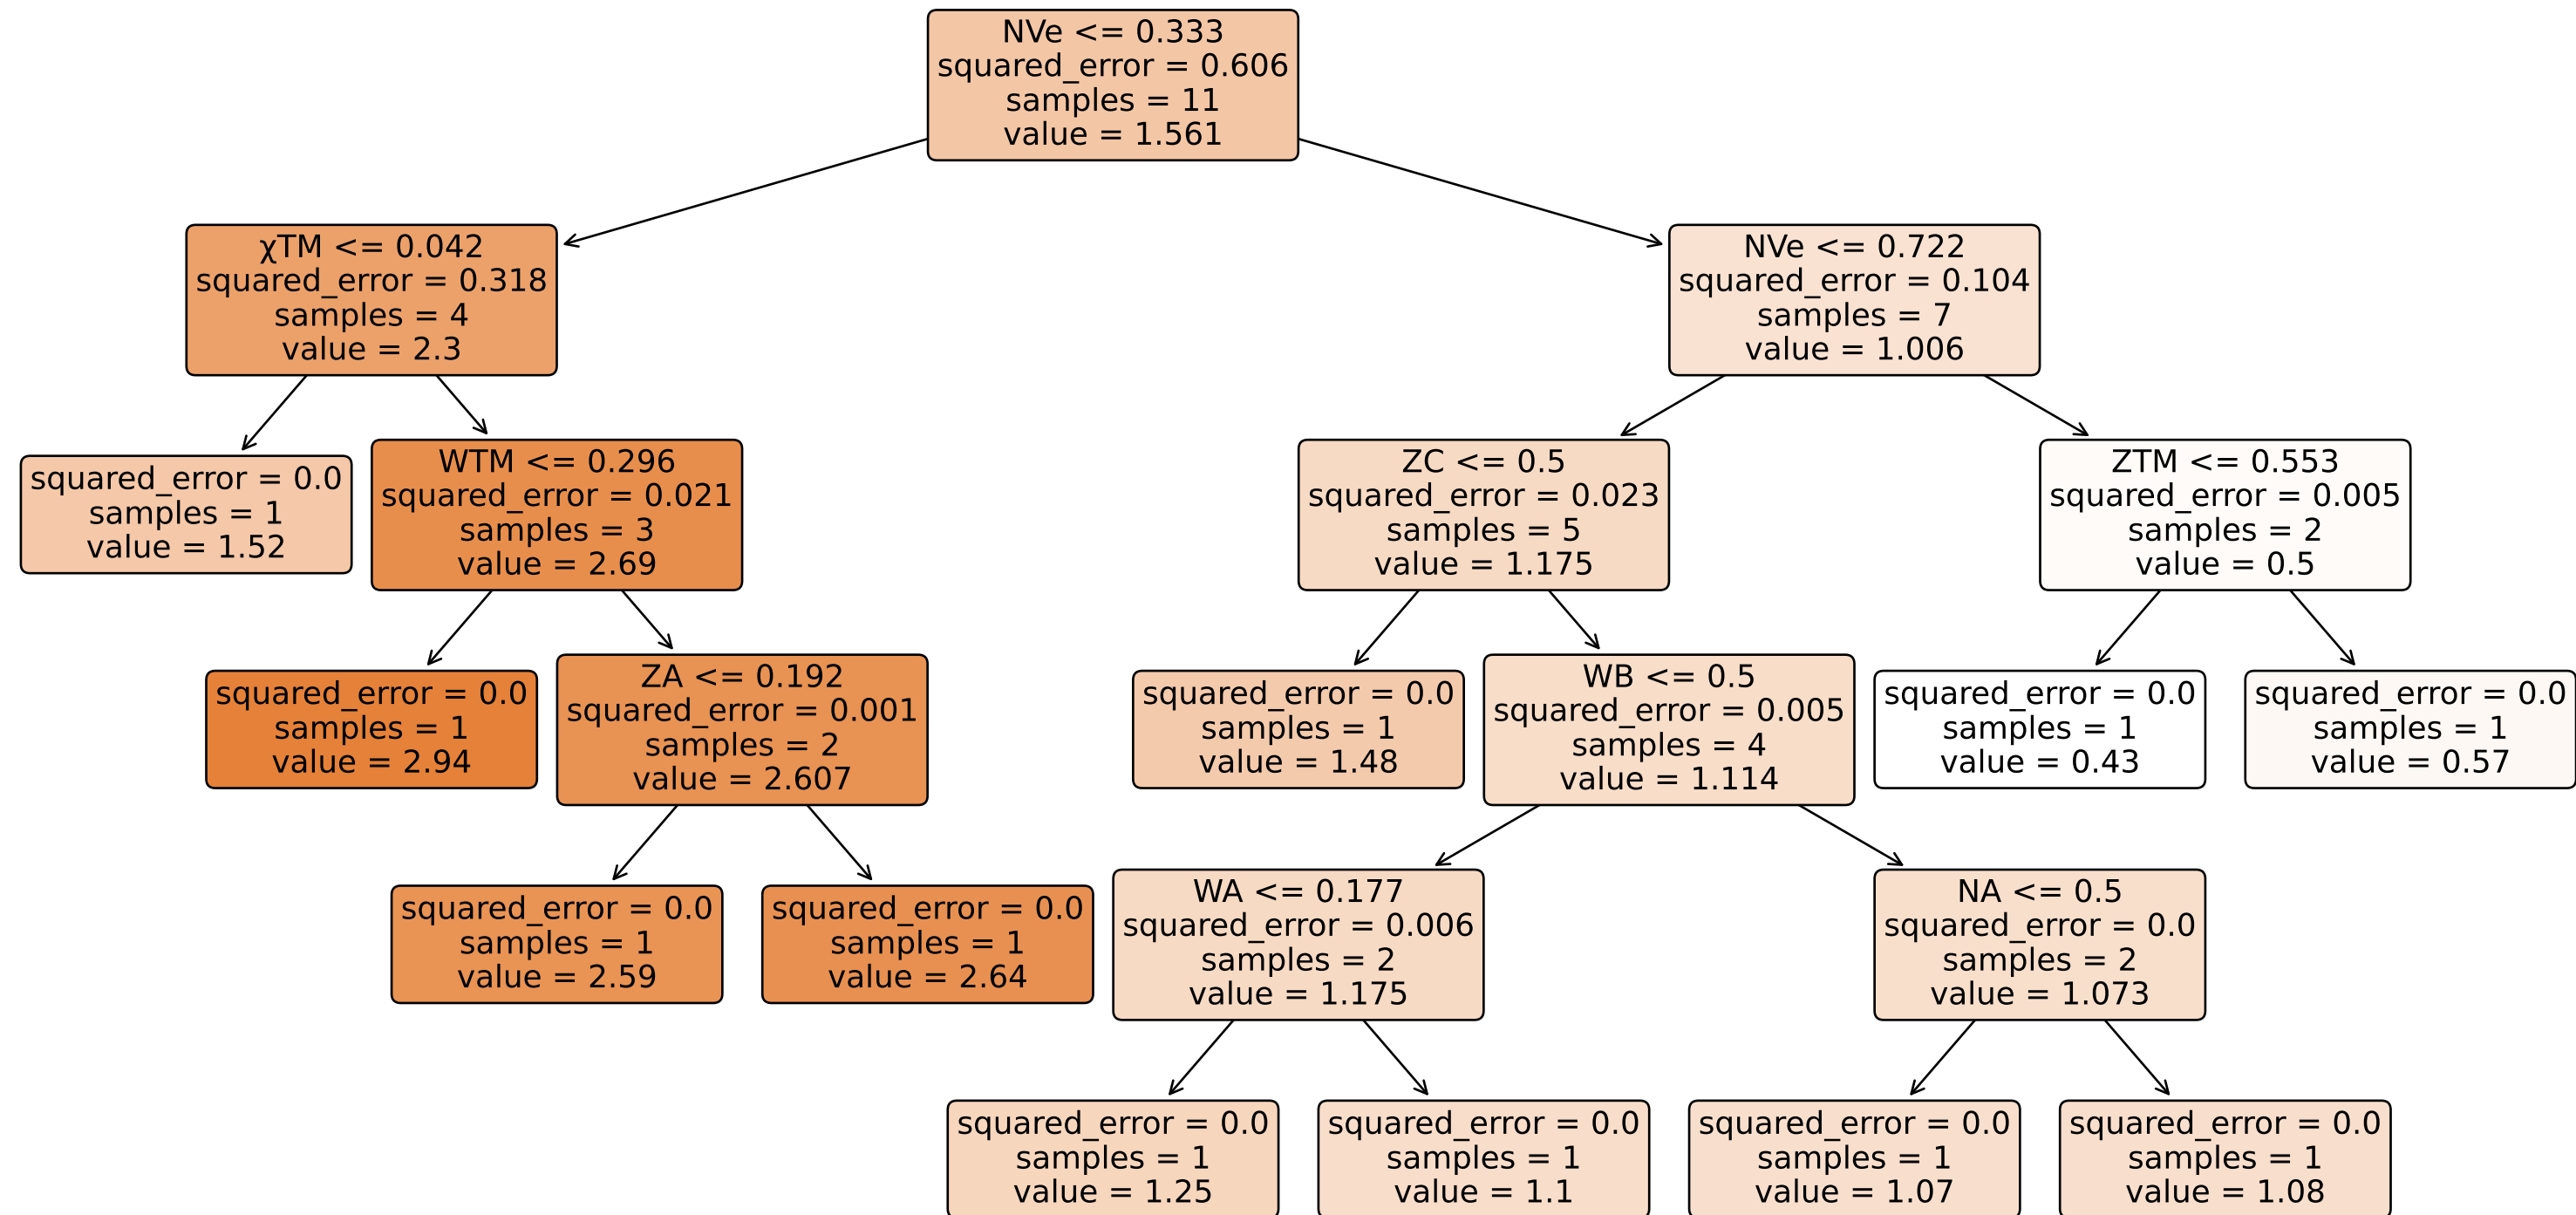 NVe <= 0.333
squared_error = 0.606
samples = 11
value = 1.561
χTM <= 0.042
squared_error = 0.318
samples = 4
value = 2.3
NVe <= 0.722
squared_error = 0.104
samples = 7
value = 1.006
squared_error = 0.0
samples = 1
value = 1.52
WTM <= 0.296
squared_error = 0.021
samples = 3
value = 2.69
ZC <= 0.5
squared_error = 0.023
samples = 5
value = 1.175
ZTM <= 0.553
squared_error = 0.005
samples = 2
value = 0.5
squared_error = 0.0
samples = 1
value = 2.94
ZA <= 0.192
squared_error = 0.001
samples = 2
value = 2.607
squared_error = 0.0
samples = 1
value = 1.48
WB <= 0.5
squared_error = 0.005
samples = 4
value = 1.114
squared_error = 0.0
samples = 1
value = 0.43
squared_error = 0.0
samples = 1
value = 0.57
squared_error = 0.0
samples = 1
value = 2.59
squared_error = 0.0
samples = 1
value = 2.64
WA <= 0.177
squared_error = 0.006
samples = 2
value = 1.175
NA <= 0.5
squared_error = 0.0
samples = 2
value = 1.073
squared_error = 0.0
samples = 1
value = 1.25
squared_error = 0.0
samples = 1
value = 1.1
squared_error = 0.0
samples = 1
value = 1.07
squared_error = 0.0
samples = 1
value = 1.08